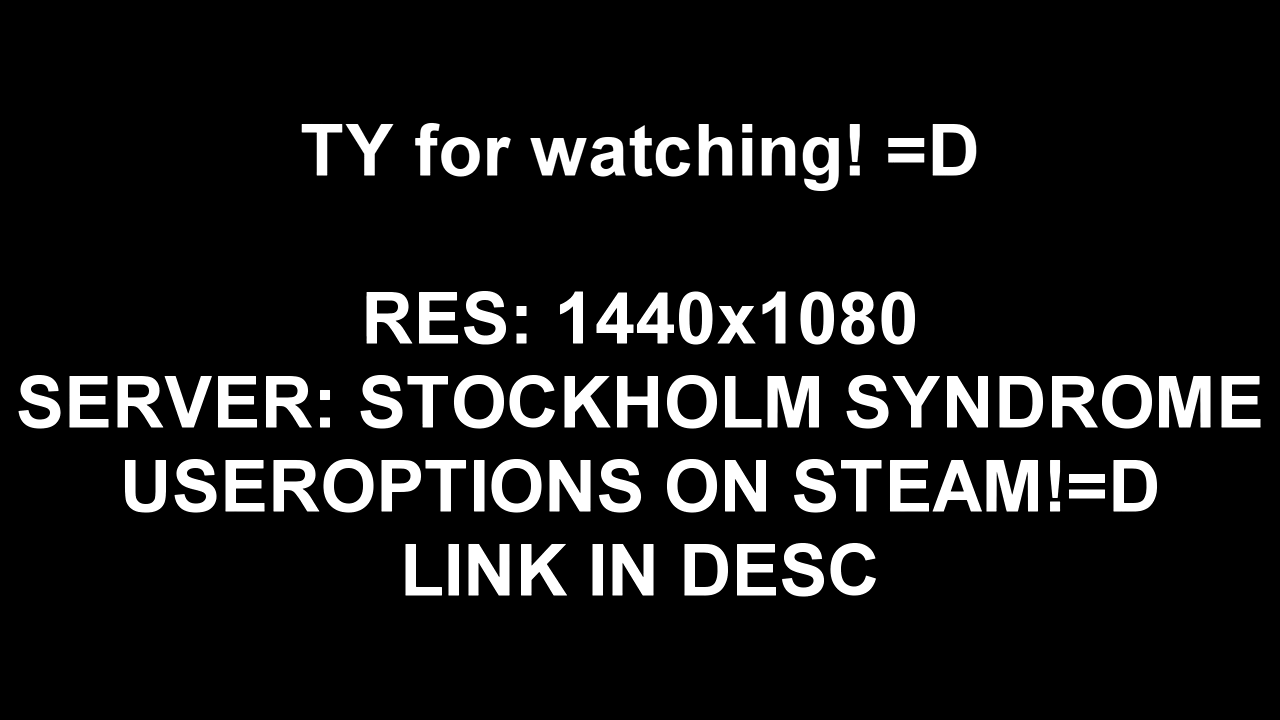 TY for watching! =D
RES: 1440x1080
SERVER: STOCKHOLM SYNDROME
USEROPTIONS ON STEAM!=D
LINK IN DESC